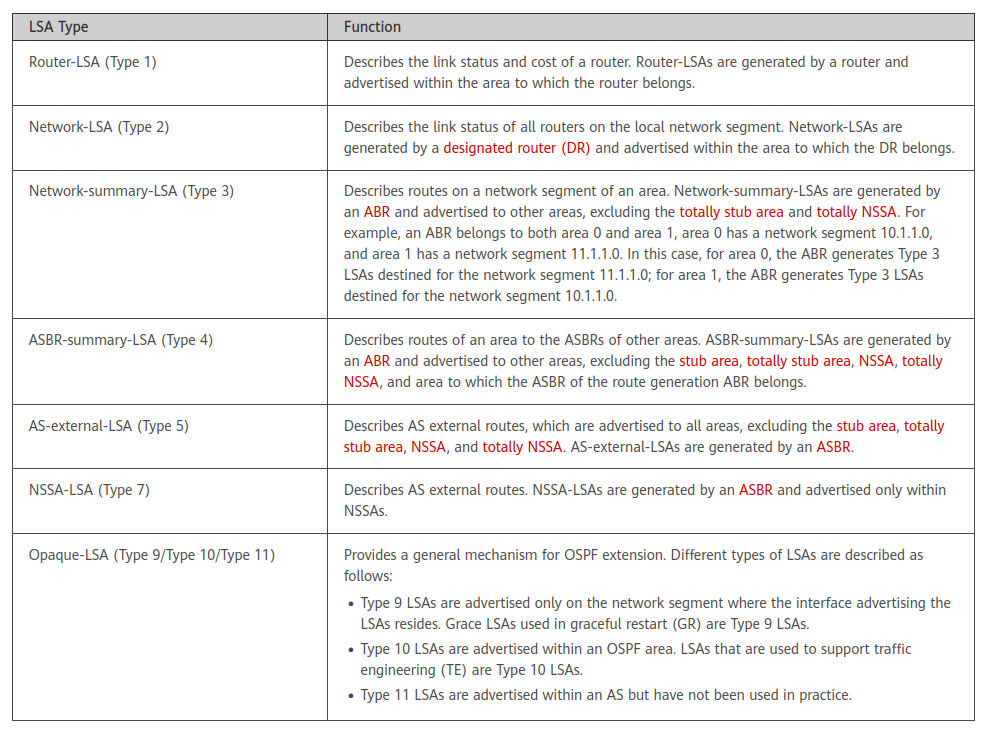 LSA Type
Function
Router-LSA (Type 1)
Describes the link status and cost of a router. Router-LSAs are generated by a router and
advertised within the area to which the router belongs.
Network-LSA (Type 2)
Describes the link status of all routers on the local network segment. Network-LSAs are
generated by a designated router (DR) and advertised within the area to which the DR belongs.
Network-summary-LSA (Type 3)
Describes routes on a network segment of an area. Network-summary-LSAs are generated by
an ABR and advertised to other areas, excluding the totally stub area and totally NSSA. For
example, an ABR belongs to both area 0 and area 1, area 0 has a network segment 10.1.1.0,
and area 1 has a network segment 11.1.1.0. In this case, for area 0, the ABR generates Type 3
LSAs destined for the network segment 11.1.1.0; for area 1, the ABR generates Type 3 LSAs
destined for the network segment 10.1.1.0.
ASBR-summary-LSA (Type 4)
Describes routes of an area to the ASBRs of other areas. ASBR-summary-LSAs are generated by
an ABR and advertised to other areas, excluding the stub area, totally stub area, NSSA, totally
NSSA, and area to which the ASBR of the route generation ABR belongs.
AS-external-LSA (Type 5)
Describes AS external routes, which are advertised to all areas, excluding the stub area, totally
stub area, NSSA, and totally NSSA. AS-external-LSAs are generated by an ASBR.
NSSA-LSA (Type 7)
Describes AS external routes. NSSA-LSAs are generated by an ASBR and advertised only within
NSSAs.
Opaque-LSA (Type 9/Type 10/Type 11)
Provides a general mechanism for OSPF extension. Different types of LSAs are described as
follows:
• Type 9 LSAs are advertised only on the network segment where the interface advertising the
LSAs resides. Grace LSAs used in graceful restart (GR) are Type 9 LSAs.
• Type 10 LSAs are advertised within an OSPF area. LSAs that are used to support traffic
engineering (TE) are Type 10 LSAs.
• Type 11 LSAs are advertised within an AS but have not been used in practice.